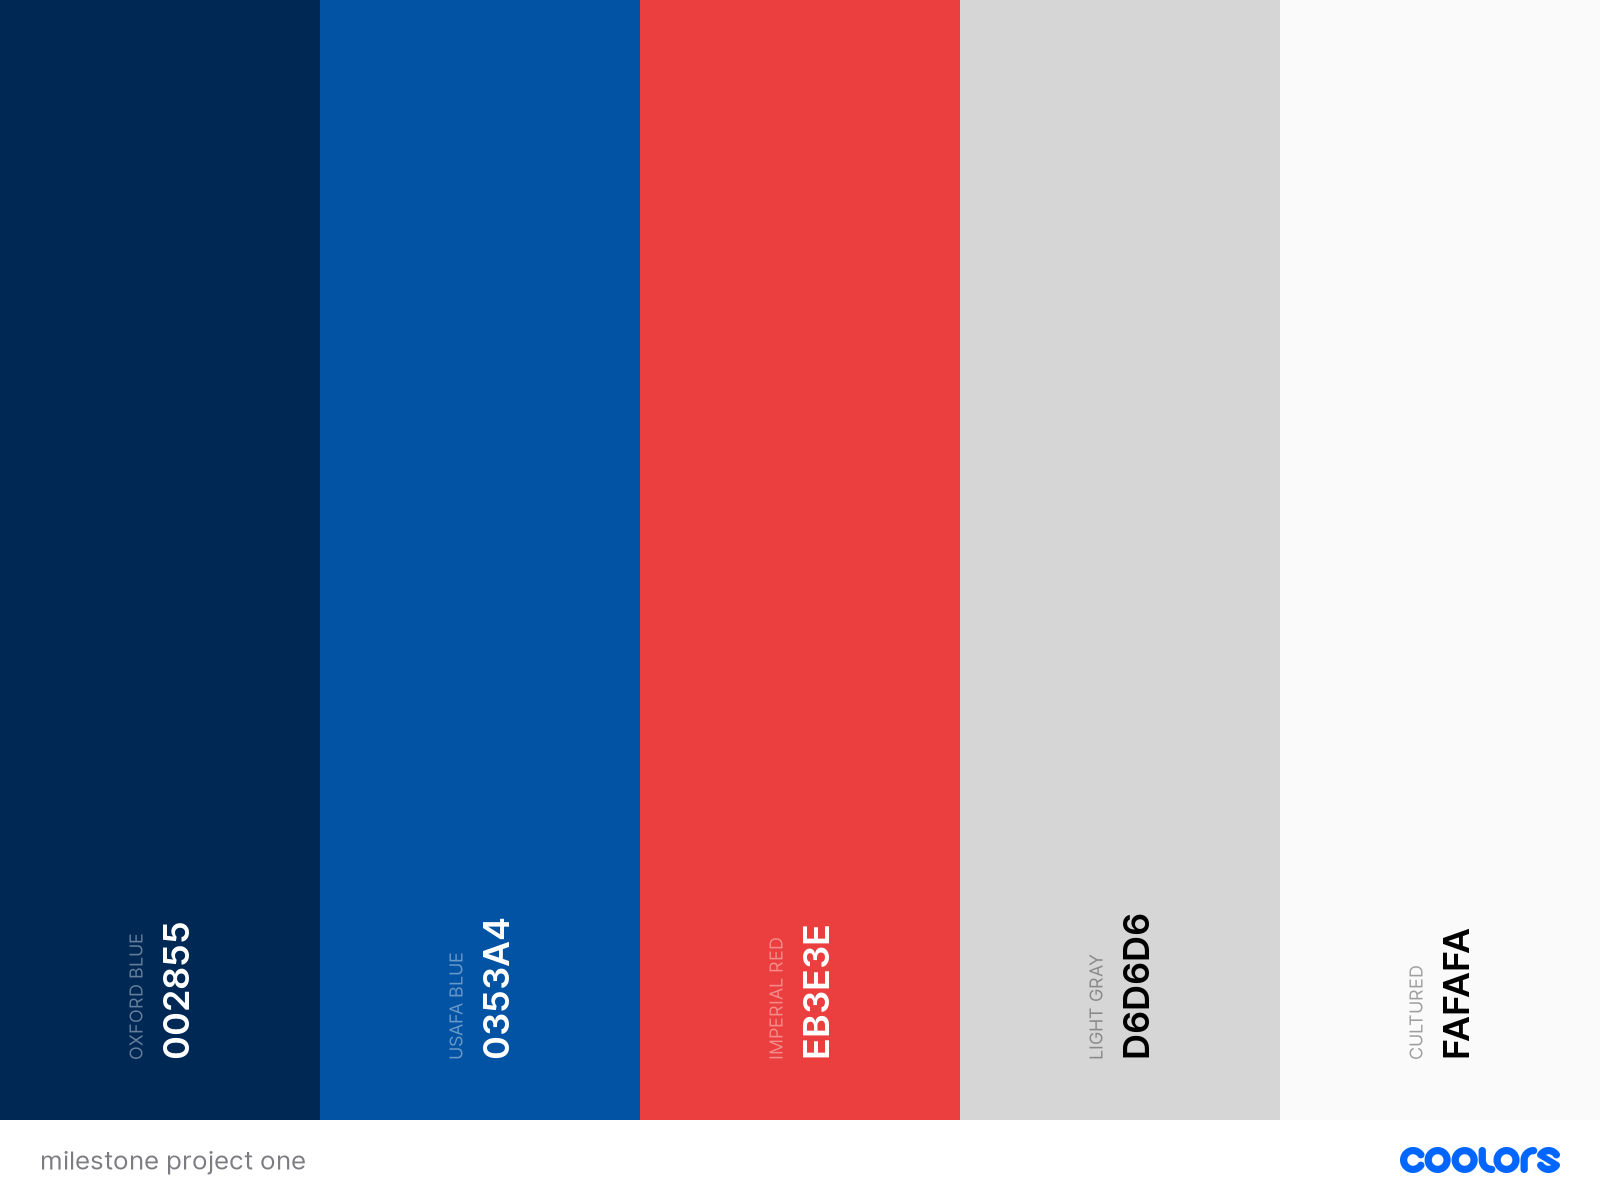 OXFORD BLUE
002855
USAFA BLUE
0353A4
IMPERIAL RED
EB3E3E
LIGHT GRAY
D6D6D6
CULTURED
FAFAFA
milestone project one
coolors